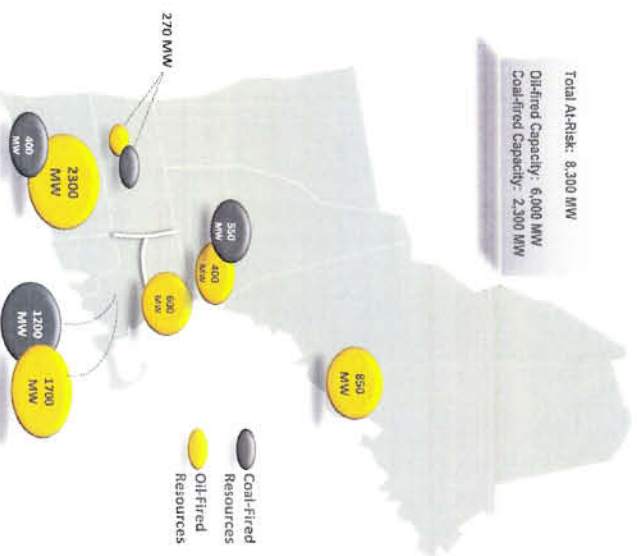 Total At-Risk: 8,300 MW
Oil-fired Capacity: 6,000 MW
Coal-fired Capacity: 2,300 MW
850
MW
550
MW
400
MW
600
MW
270 MW
400
MW
2300
MW
1200
MW
1700
MW
Coal-Fired
Resources
Oil-Fired
Resources